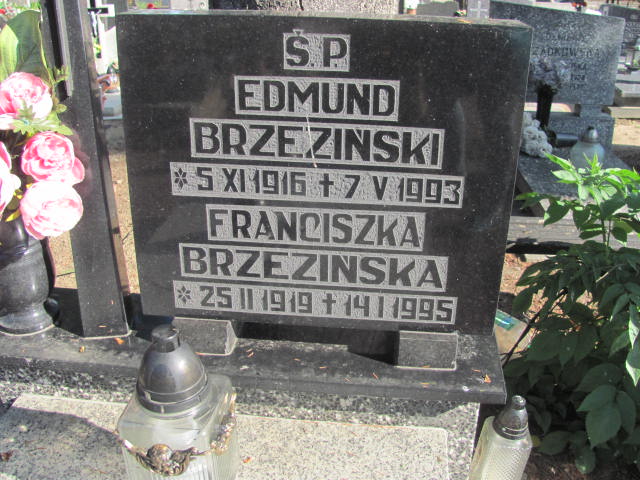 Ś.P.
EDMUND
BRZEZIŃSKI
* 5 XI 1916 + 7 V 1993
FRANCISZKA
BRZEZIŃSKA
* 25 II 1919 + 14 I 1995